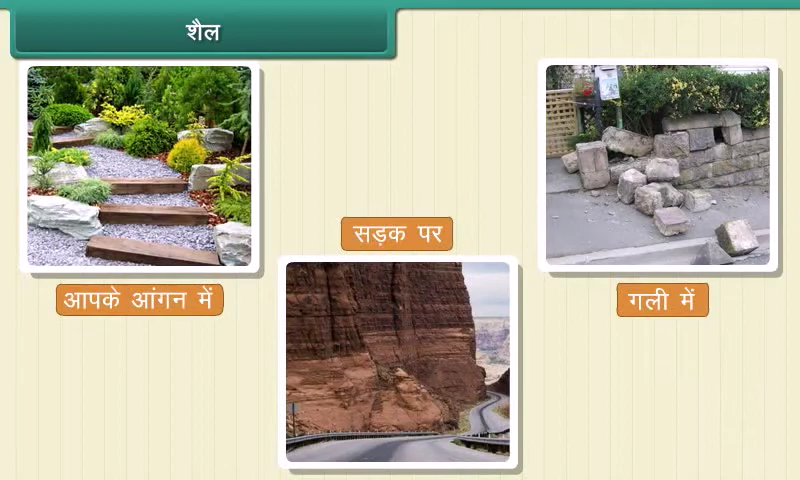 शैल
आपके आंगन में
सड़क पर
गली में